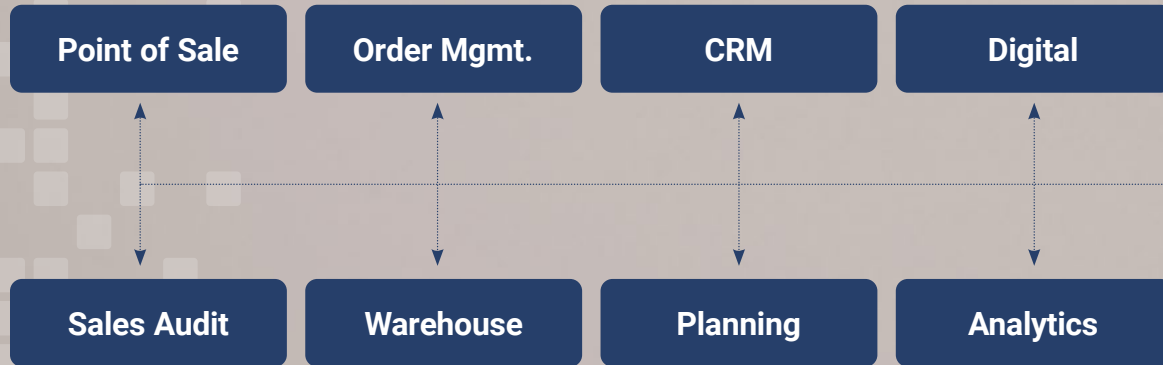 Point of Sale
Order Mgmt.
CRM
Digital
Sales Audit
Warehouse
Planning
Analytics